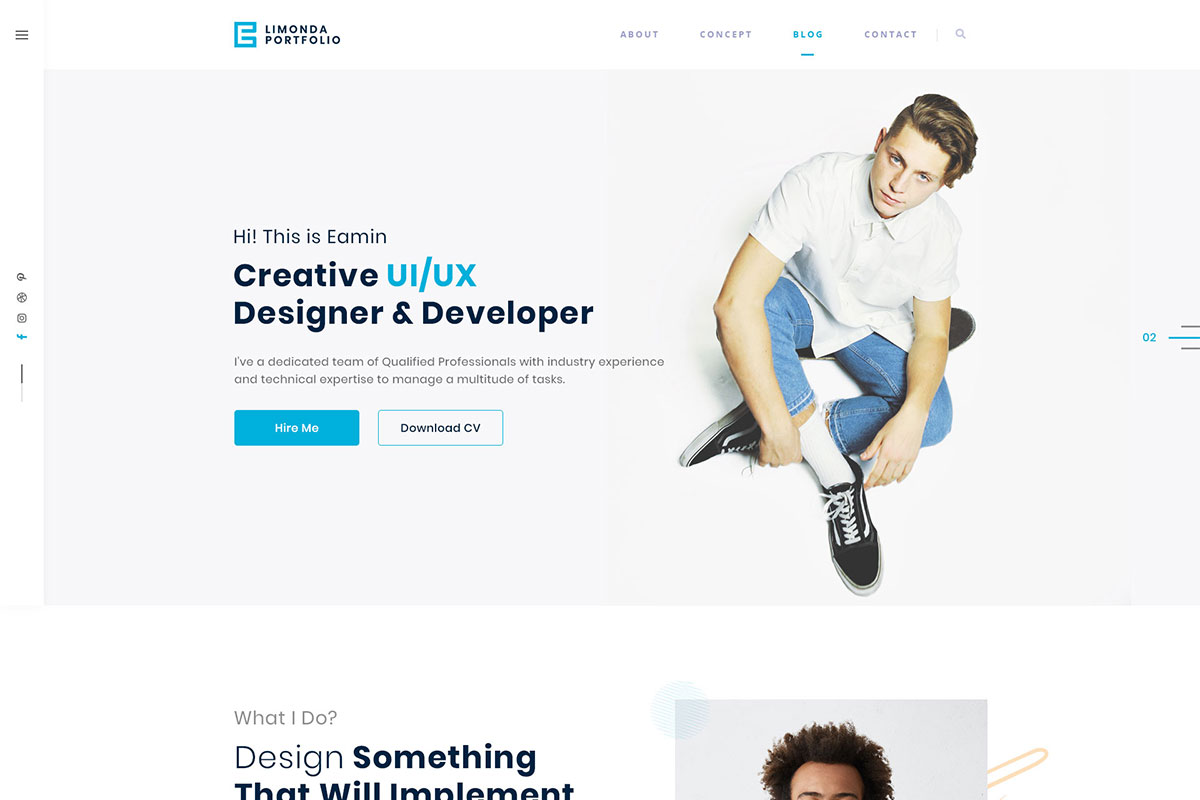 LIMONDA
PORTFOLIO
ABOUT CONCEPT BLOG CONTACT
Hi! This is Eamin
Creative UI/UX
Designer & Developer
I've a dedicated team of Qualified Professionals with industry experience
and technical expertise to manage a multitude of tasks.
Hire Me Download CV
02
What I Do?
Design Something
That Will Implement